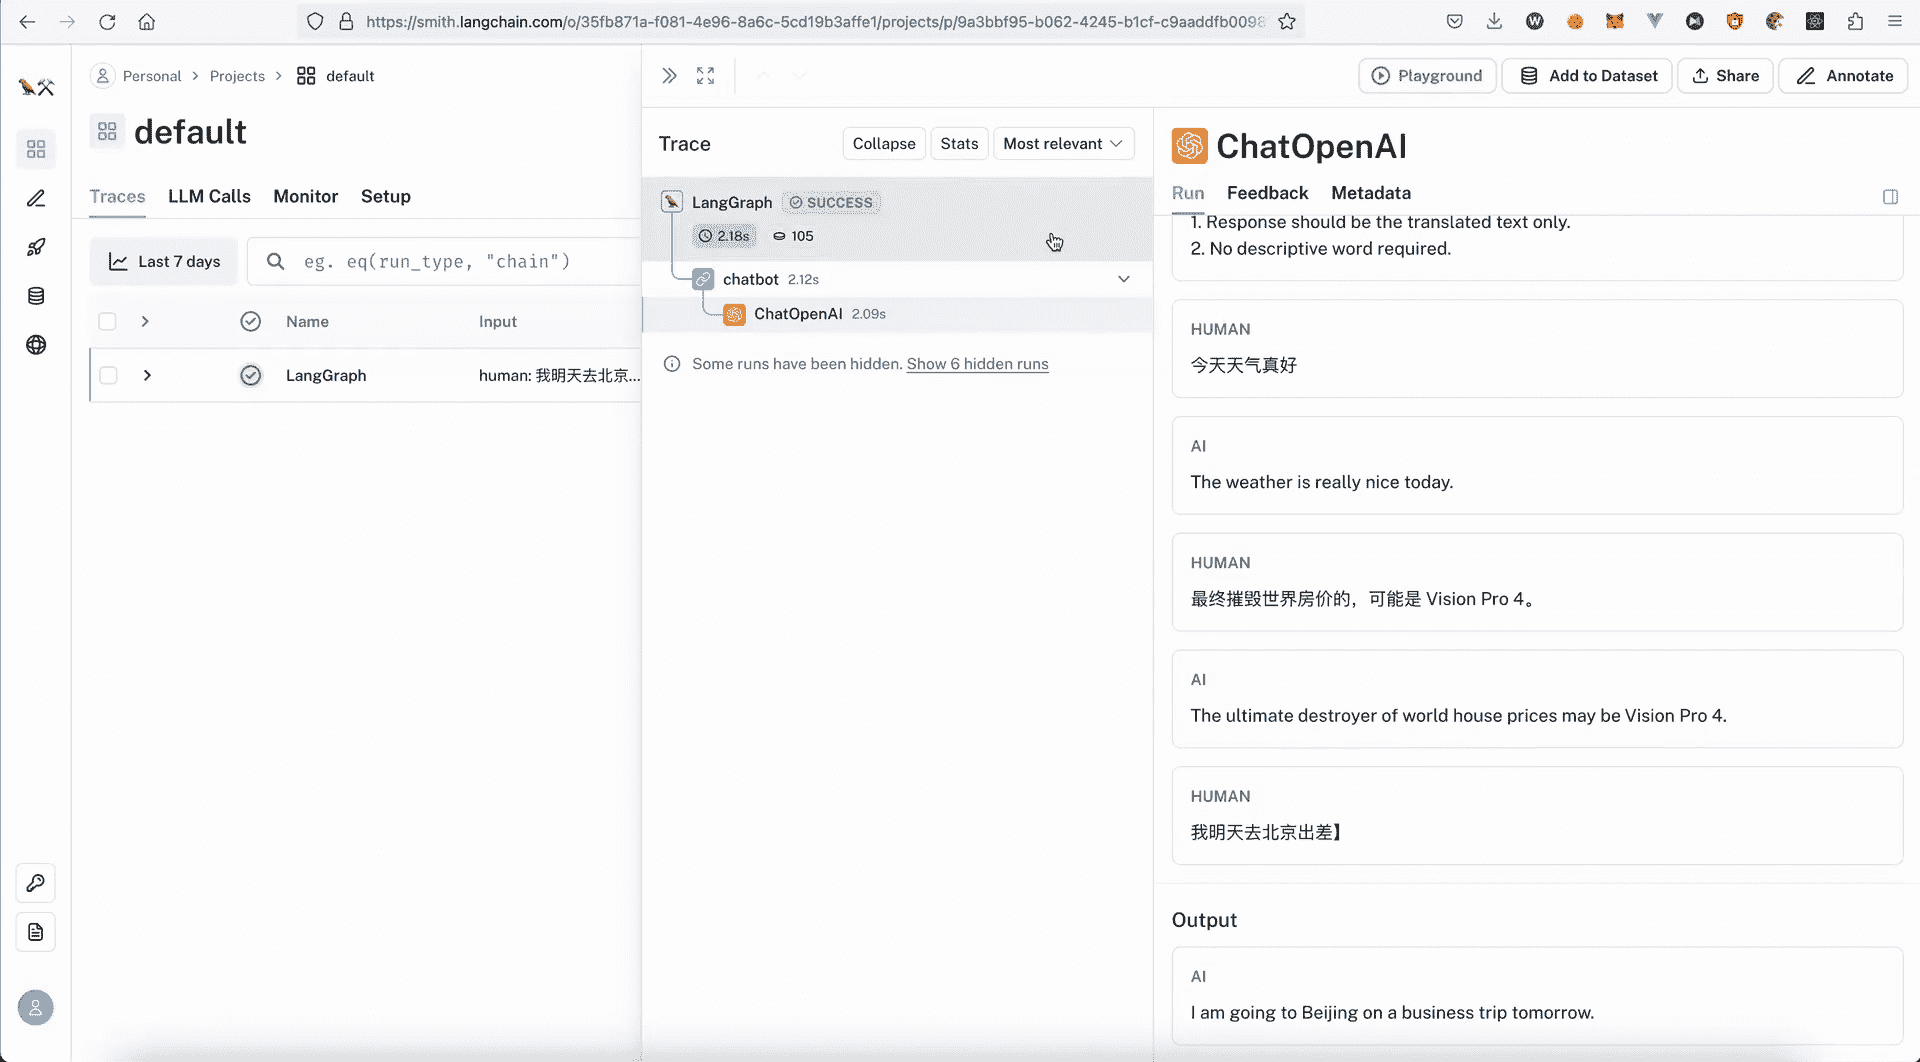 https://smith.langchain.com/o/35fb871a-f081-4e96-8a6c-5cd19b3affe1/projects/p/9a3bbf95-b062-4245-b1cf-c9aaddfb0098
Personal
Projects
default
default
Traces
LLM Calls
Monitor
Setup
Last 7 days
eg. eq(run_type, "chain")
Name
Input
LangGraph
human: 我明天去北京...
Playground
Add to Dataset
Share
Annotate
Trace
Collapse
Stats
Most relevant
LangGraph
SUCCESS
2.18s
105
chatbot 2.12s
ChatOpenAI 2.09s
Some runs have been hidden. Show 6 hidden runs
ChatOpenAI
Run
Feedback
Metadata
1. Response should be the translated text only.
2. No descriptive word required.
HUMAN
今天天气真好
AI
The weather is really nice today.
HUMAN
最终摧毁世界房价的，可能是 Vision Pro 4。
AI
The ultimate destroyer of world house prices may be Vision Pro 4.
HUMAN
我明天去北京出差】
Output
AI
I am going to Beijing on a business trip tomorrow.